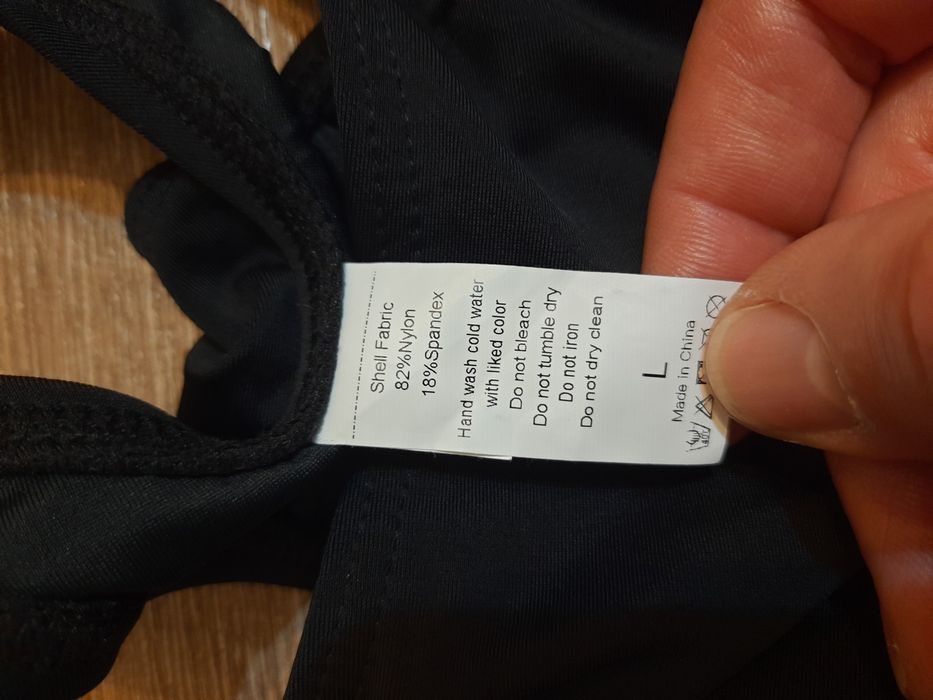 Shell Fabric
82%Nylon
18%Spandex
Hand wash cold water
with liked color
Do not bleach
Do not tumble dry
Do not iron
Do not dry clean
L
Made in China